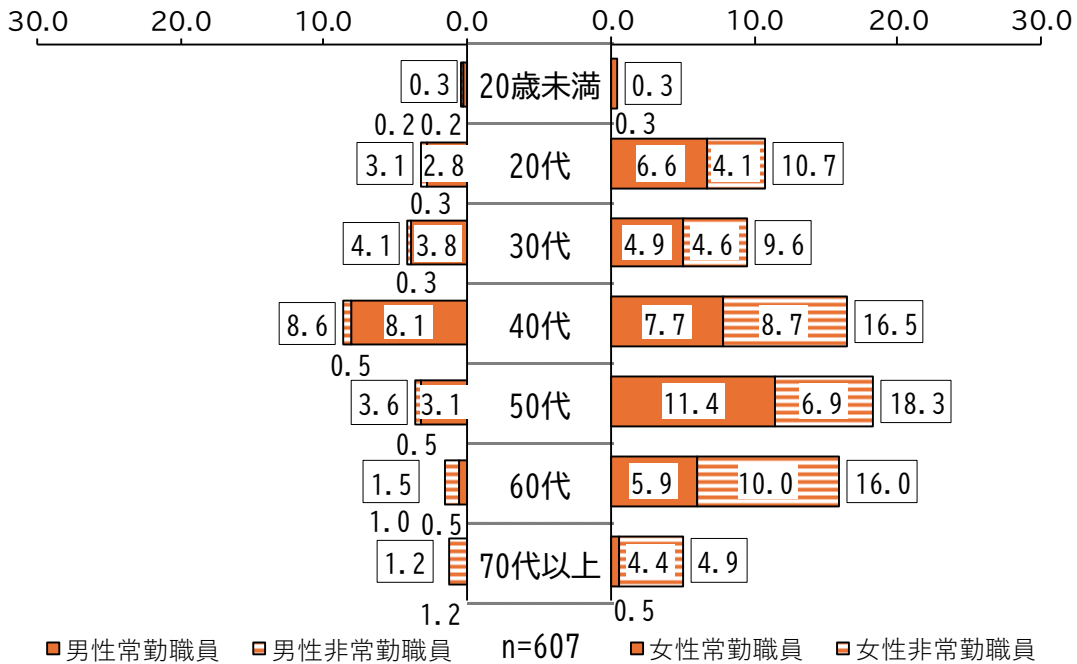 30.0 20.0 10.0 0.0 0.0 10.0 20.0 30.0
0.3 20歳未満 0.3
0.2 0.2 0.3
3.1 2.8 20代 6.6 4.1 10.7
0.3
4.1 3.8 30代 4.9 4.6 9.6
0.3
8.6 8.1 40代 7.7 8.7 16.5
0.5
3.6 3.1 50代 11.4 6.9 18.3
0.5
1.5 60代 5.9 10.0 16.0
1.0 0.5
1.2 70代以上 4.4 4.9
1.2 0.5
男性常勤職員 男性非常勤職員 n=607 女性常勤職員 女性非常勤職員